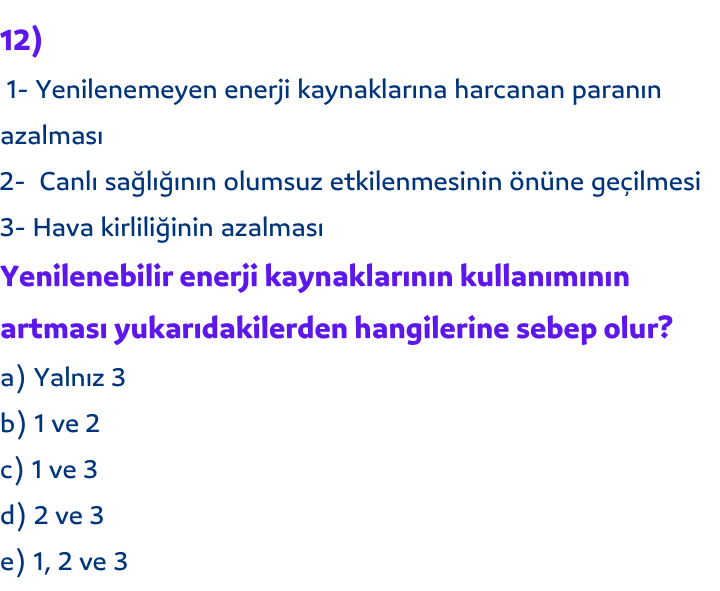 12)
1- Yenilenemeyen enerji kaynaklarına harcanan paranın
azalması
2- Canlı sağlığının olumsuz etkilenmesinin önüne geçilmesi
3- Hava kirliliğinin azalması
Yenilenebilir enerji kaynaklarının kullanımının
artması yukarıdakilerden hangilerine sebep olur?
a) Yalnız 3
b) 1 ve 2
c) 1 ve 3
d) 2 ve 3
e) 1, 2 ve 3